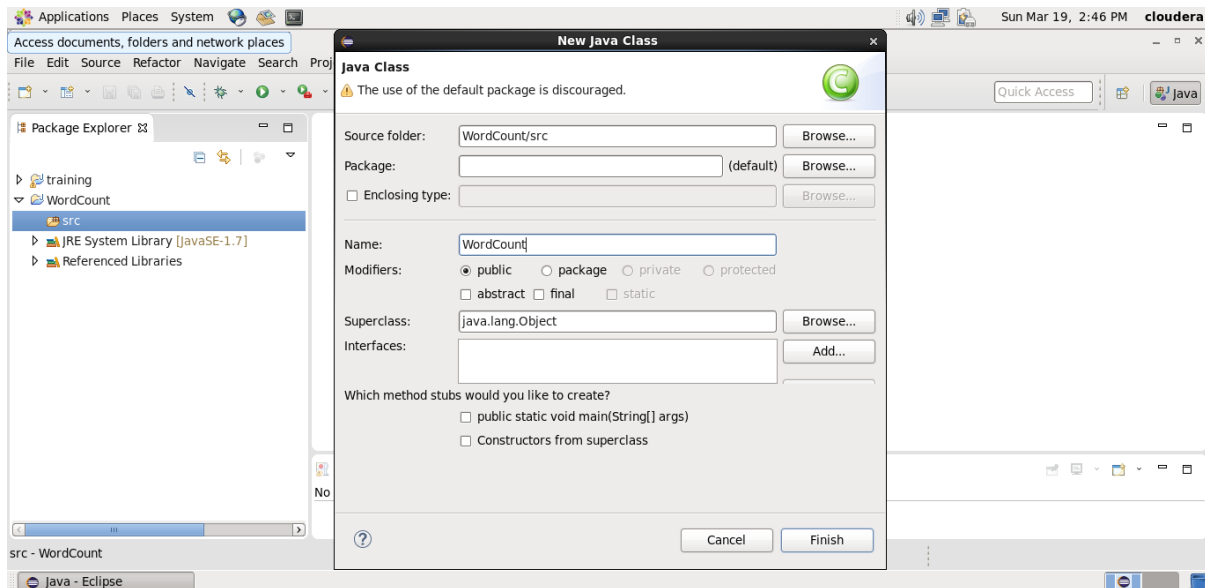 Applications Places System
Sun Mar 19, 2:46 PM cloudera
Access documents, folders and network places
New Java Class
File Edit Source Refactor Navigate Search Proj
Java Class
The use of the default package is discouraged.
Quick Access
Java
Package Explorer
training
WordCount
src
JRE System Library [JavaSE-1.7]
Referenced Libraries
Source folder: WordCount/src Browse...
Package: (default) Browse...
Enclosing type: Browse...
Name: WordCount
Modifiers: public package private protected
abstract final static
Superclass: java.lang.Object Browse...
Interfaces: Add...
Which method stubs would you like to create?
public static void main(String[] args)
Constructors from superclass
No
Cancel Finish
src - WordCount
Java - Eclipse